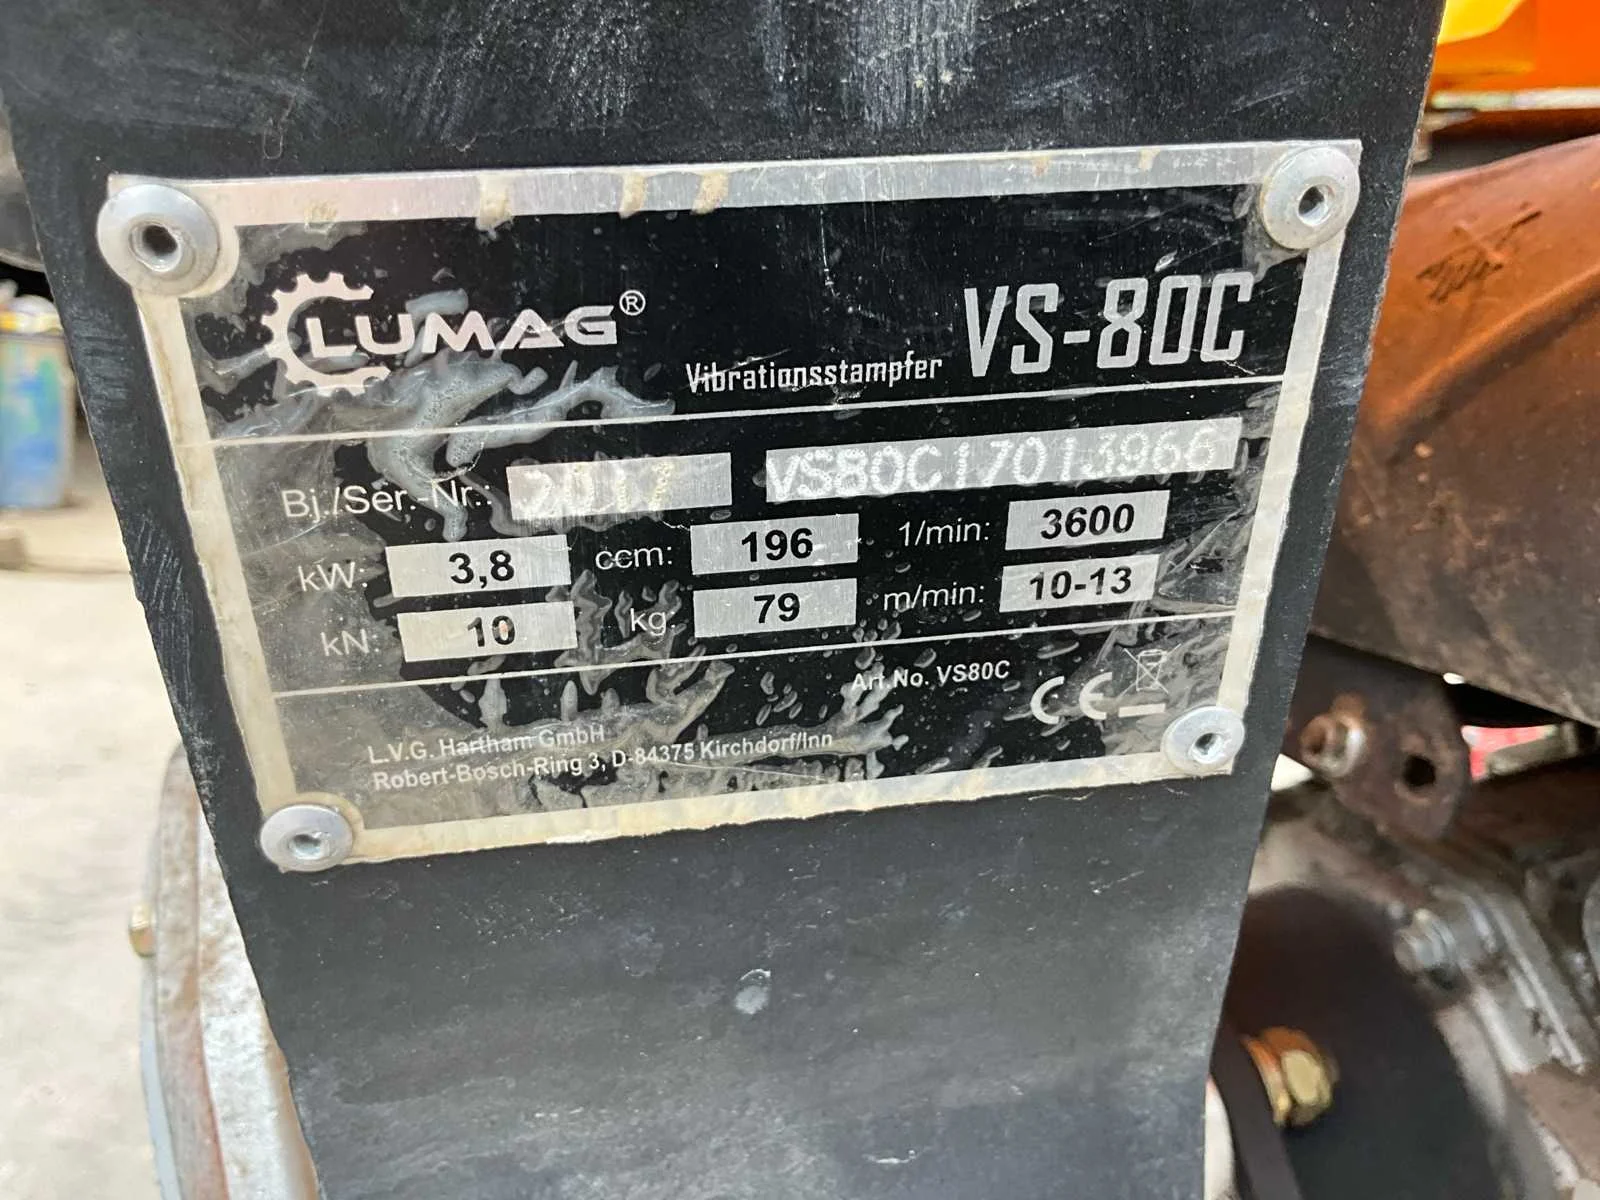 LUMAG®
Vibrationsstampfer VS-80C
Bj./Ser.-Nr.: 2017 VS80C17013966
kW: 3,8 ccm: 196 1/min: 3600
kN: 10 kg: 79 m/min: 10-13
Art.No. VS80C
CE
L.V.G. Hartham GmbH
Robert-Bosch-Ring 3, D-84375 Kirchdorf/Inn